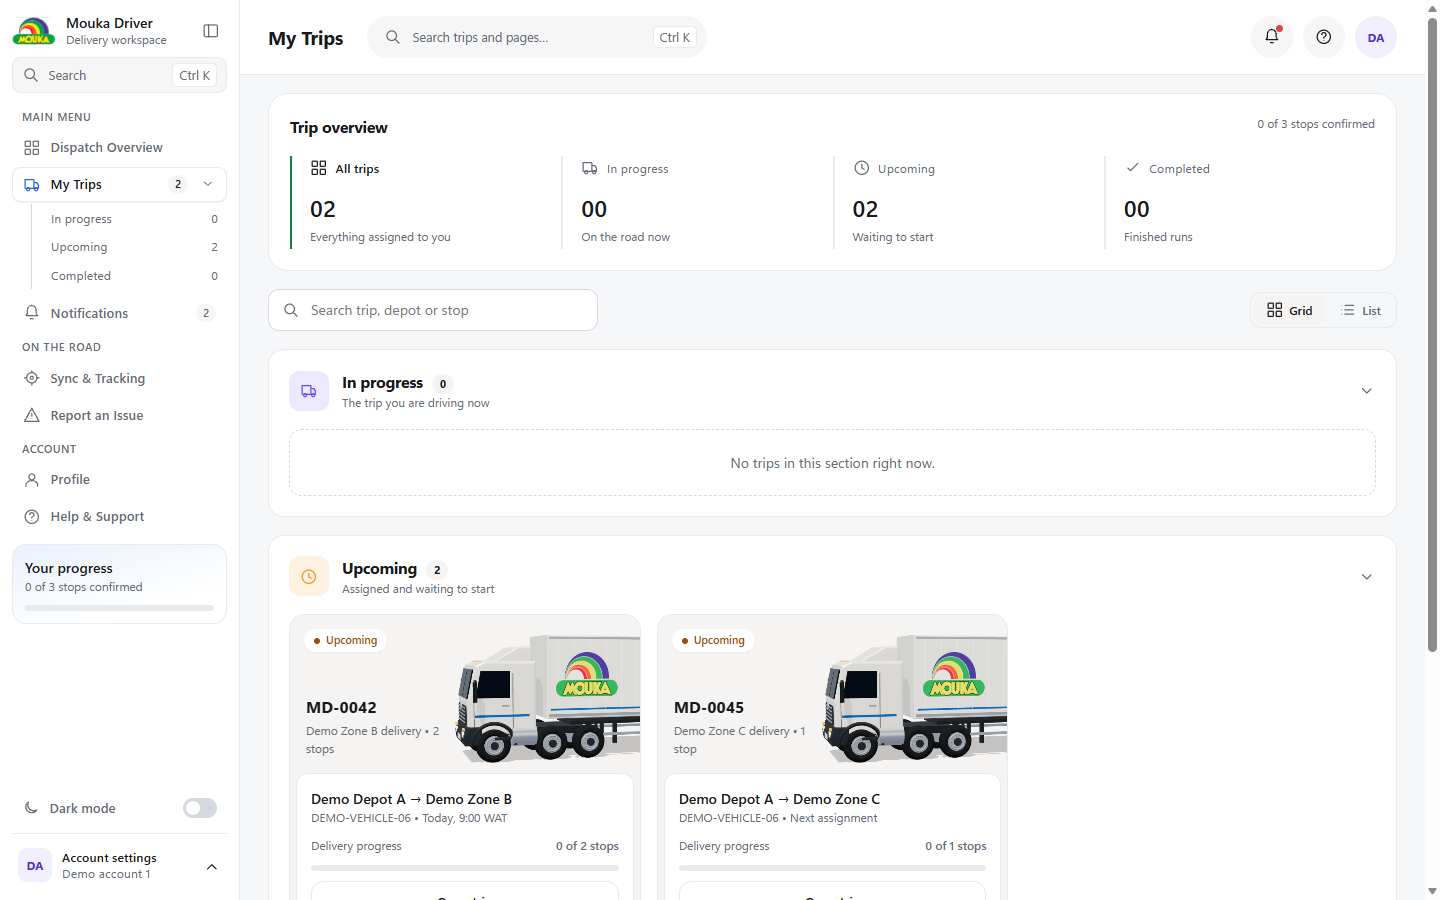 Mouka Driver
Delivery workspace
Search
Ctrl K
MAIN MENU
Dispatch Overview
My Trips
2
In progress
0
Upcoming
2
Completed
0
Notifications
2
ON THE ROAD
Sync & Tracking
Report an Issue
ACCOUNT
Profile
Help & Support
Your progress
0 of 3 stops confirmed
Dark mode
DA
Account settings
Demo account 1
My Trips
Search trips and pages...
Ctrl K
DA
Trip overview
0 of 3 stops confirmed
All trips
02
Everything assigned to you
In progress
00
On the road now
Upcoming
02
Waiting to start
Completed
00
Finished runs
Search trip, depot or stop
Grid
List
In progress
0
The trip you are driving now
No trips in this section right now.
Upcoming
2
Assigned and waiting to start
Upcoming
MOUKA
MD-0042
Demo Zone B delivery • 2
stops
Demo Depot A → Demo Zone B
DEMO-VEHICLE-06 • Today, 9:00 WAT
Delivery progress
0 of 2 stops
Upcoming
MOUKA
MD-0045
Demo Zone C delivery • 1
stop
Demo Depot A → Demo Zone C
DEMO-VEHICLE-06 • Next assignment
Delivery progress
0 of 1 stops